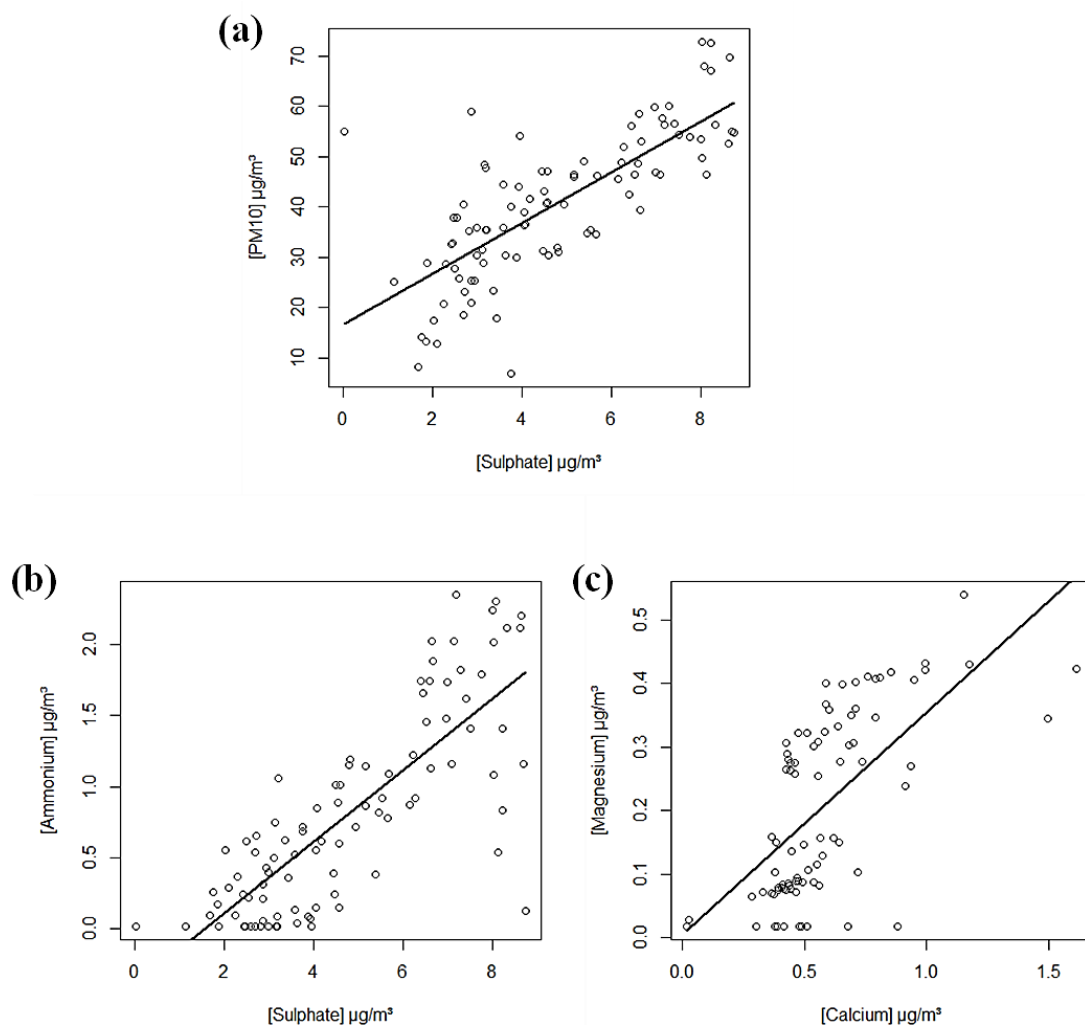 (a)
[PM10] µg/m³
70
60
50
40
30
20
10
0 2 4 6 8
[Sulphate] µg/m³
(b)
[Ammonium] µg/m³
2.0
1.5
1.0
0.5
0.0
0 2 4 6 8
[Sulphate] µg/m³
(c)
[Magnesium] µg/m³
0.5
0.4
0.3
0.2
0.1
0.0
0.0 0.5 1.0 1.5
[Calcium] µg/m³